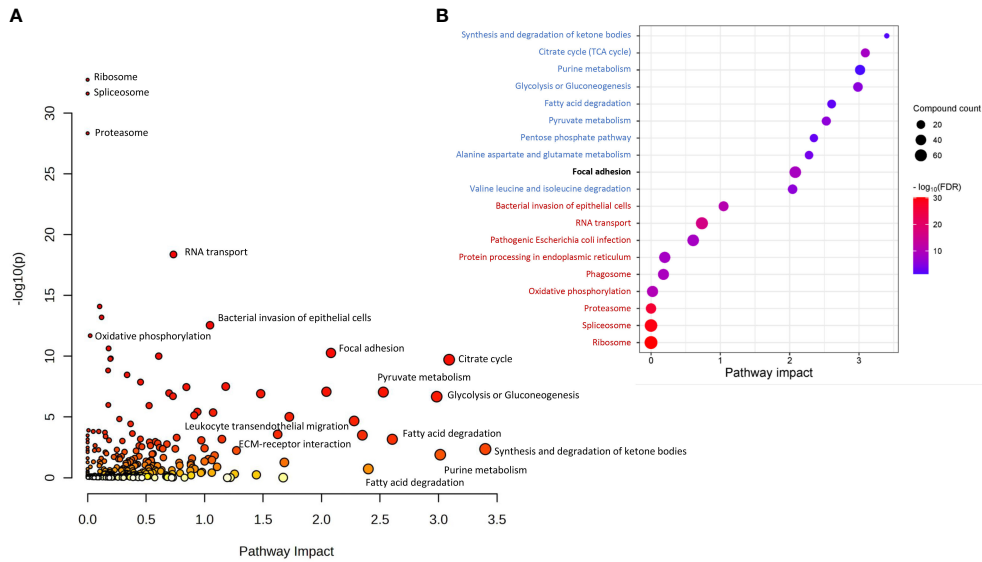 A
Ribosome
Spliceosome
Proteasome
RNA transport
Bacterial invasion of epithelial cells
Oxidative phosphorylation
Focal adhesion
Citrate cycle
Pyruvate metabolism
Glycolysis or Gluconeogenesis
Leukocyte transendothelial migration
Fatty acid degradation
ECM-receptor interaction
Synthesis and degradation of ketone bodies
Purine metabolism
Fatty acid degradation
-log10(p)
30
25
20
15
10
5
0
0.0 0.5 1.0 1.5 2.0 2.5 3.0 3.5
Pathway Impact
B
Synthesis and degradation of ketone bodies
Citrate cycle (TCA cycle)
Purine metabolism
Glycolysis or Gluconeogenesis
Fatty acid degradation
Pyruvate metabolism
Pentose phosphate pathway
Alanine aspartate and glutamate metabolism
Focal adhesion
Valine leucine and isoleucine degradation
Bacterial invasion of epithelial cells
RNA transport
Pathogenic Escherichia coli infection
Protein processing in endoplasmic reticulum
Phagosome
Oxidative phosphorylation
Proteasome
Spliceosome
Ribosome
0 1 2 3
Pathway impact
Compound count
20
40
60
- log10(FDR)
30
20
10